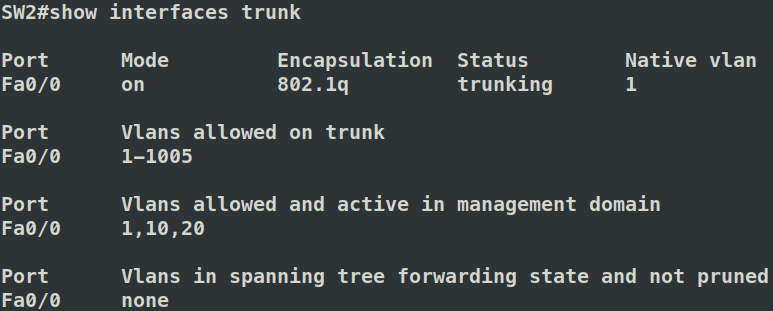 SW2#show interfaces trunk
Port Mode Encapsulation Status Native vlan
Fa0/0 on 802.1q trunking 1
Port Vlans allowed on trunk
Fa0/0 1-1005
Port Vlans allowed and active in management domain
Fa0/0 1,10,20
Port Vlans in spanning tree forwarding state and not pruned
Fa0/0 none